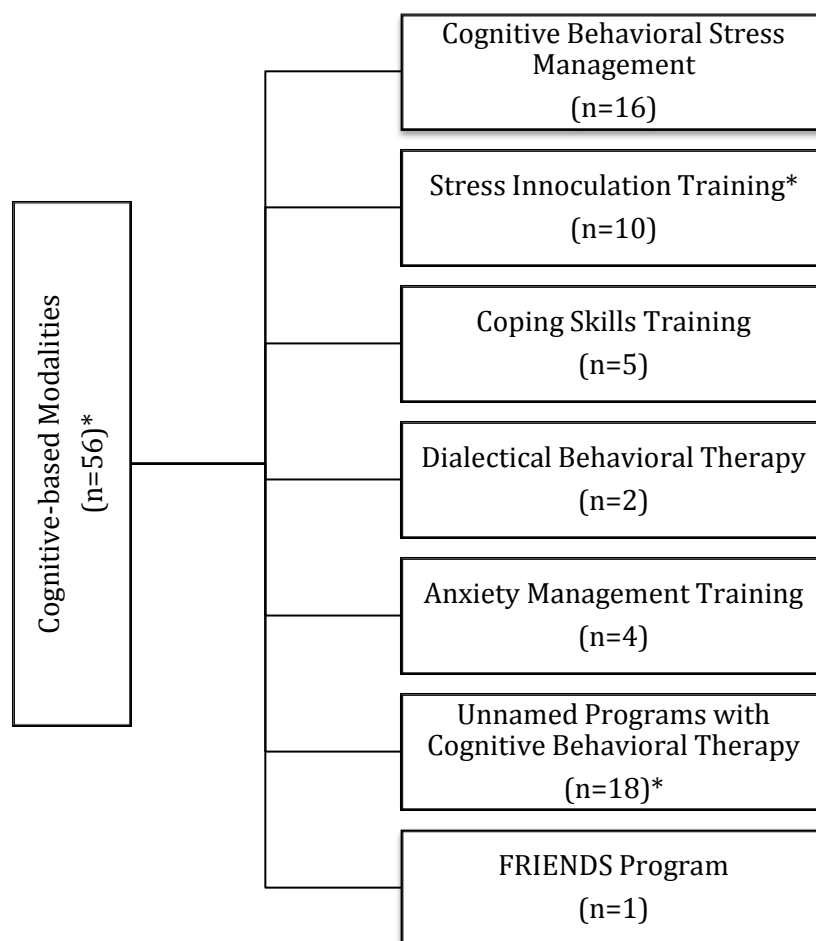 Cognitive-based Modalities
(n=56)*
Cognitive Behavioral Stress
Management
(n=16)
Stress Innoculation Training*
(n=10)
Coping Skills Training
(n=5)
Dialectical Behavioral Therapy
(n=2)
Anxiety Management Training
(n=4)
Unnamed Programs with
Cognitive Behavioral Therapy
(n=18)*
FRIENDS Program
(n=1)